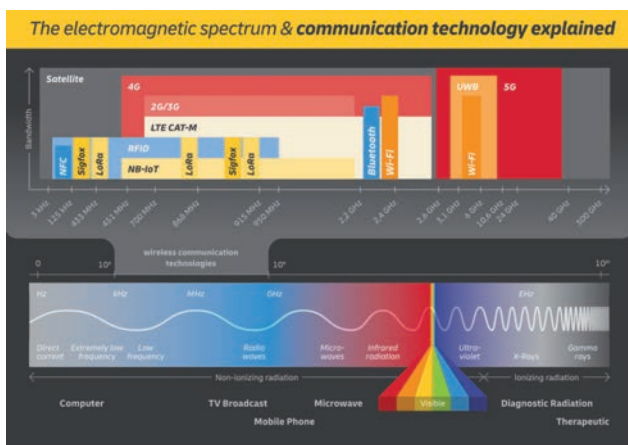 The electromagnetic spectrum & communication technology explained
Satellite
4G
UWB
5G
2G/3G
LTE CAT-M
RFID
NB-IoT
NFC
Sigfox
LoRa
LoRa
Sigfox
LoRa
Bluetooth
Wi-Fi
Wi-Fi
Bandwidth
3 kHz
125 kHz
433 MHz
451 MHz
700 MHz
868 MHz
915 MHz
950 MHz
2.2 GHz
2.4 GHz
2.6 GHz
3.1 GHz
6 GHz
10.6 GHz
24 GHz
40 GHz
500 GHz
wireless communication
technologies
0
Hz
kHz
MHz
GHz
EHz
Direct
current
Extremely low
frequency
Low
frequency
Radio
waves
Micro-
waves
Infrared
radiation
Ultra-
violet
X-Rays
Gamma
rays
Non-ionizing radiation
Ionizing radiation
Computer
TV Broadcast
Microwave
Visible
Diagnostic Radiation
Mobile Phone
Therapeutic